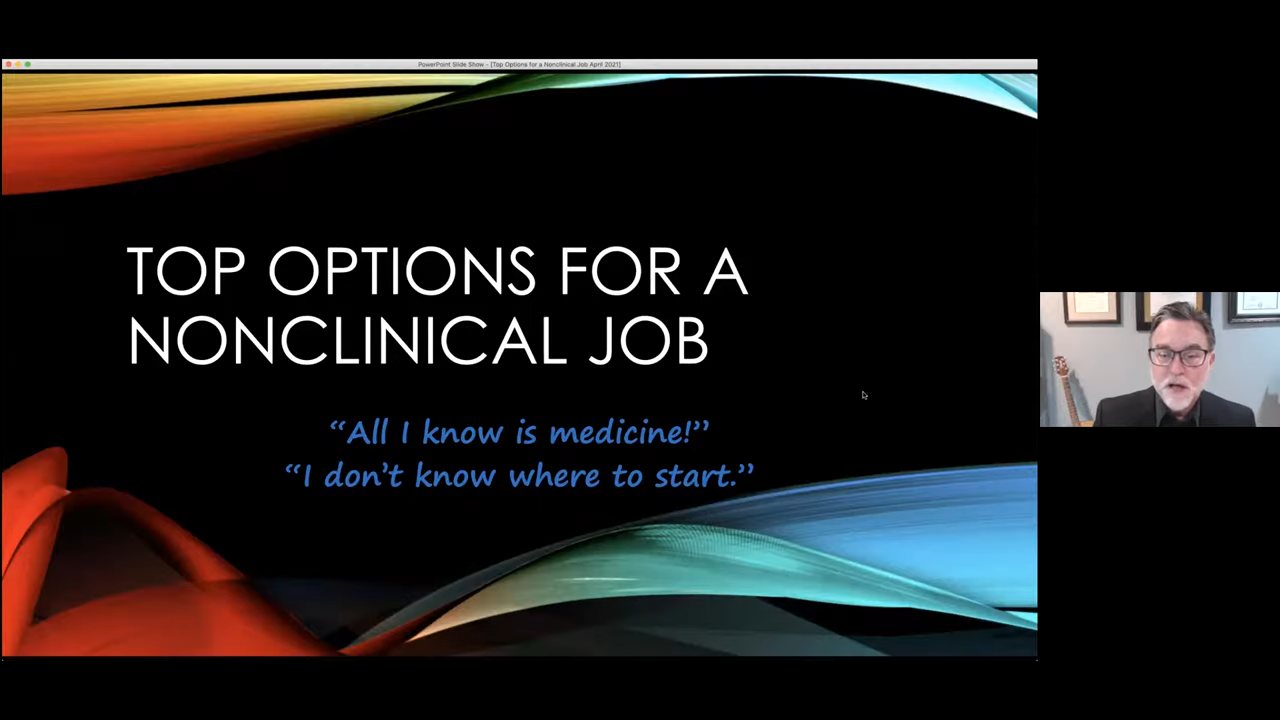 PowerPoint Slide Show - [Top Options for a Nonclinical Job April 2021]
TOP OPTIONS FOR A
NONCLINICAL JOB
“All I know is medicine!”
“I don’t know where to start.”